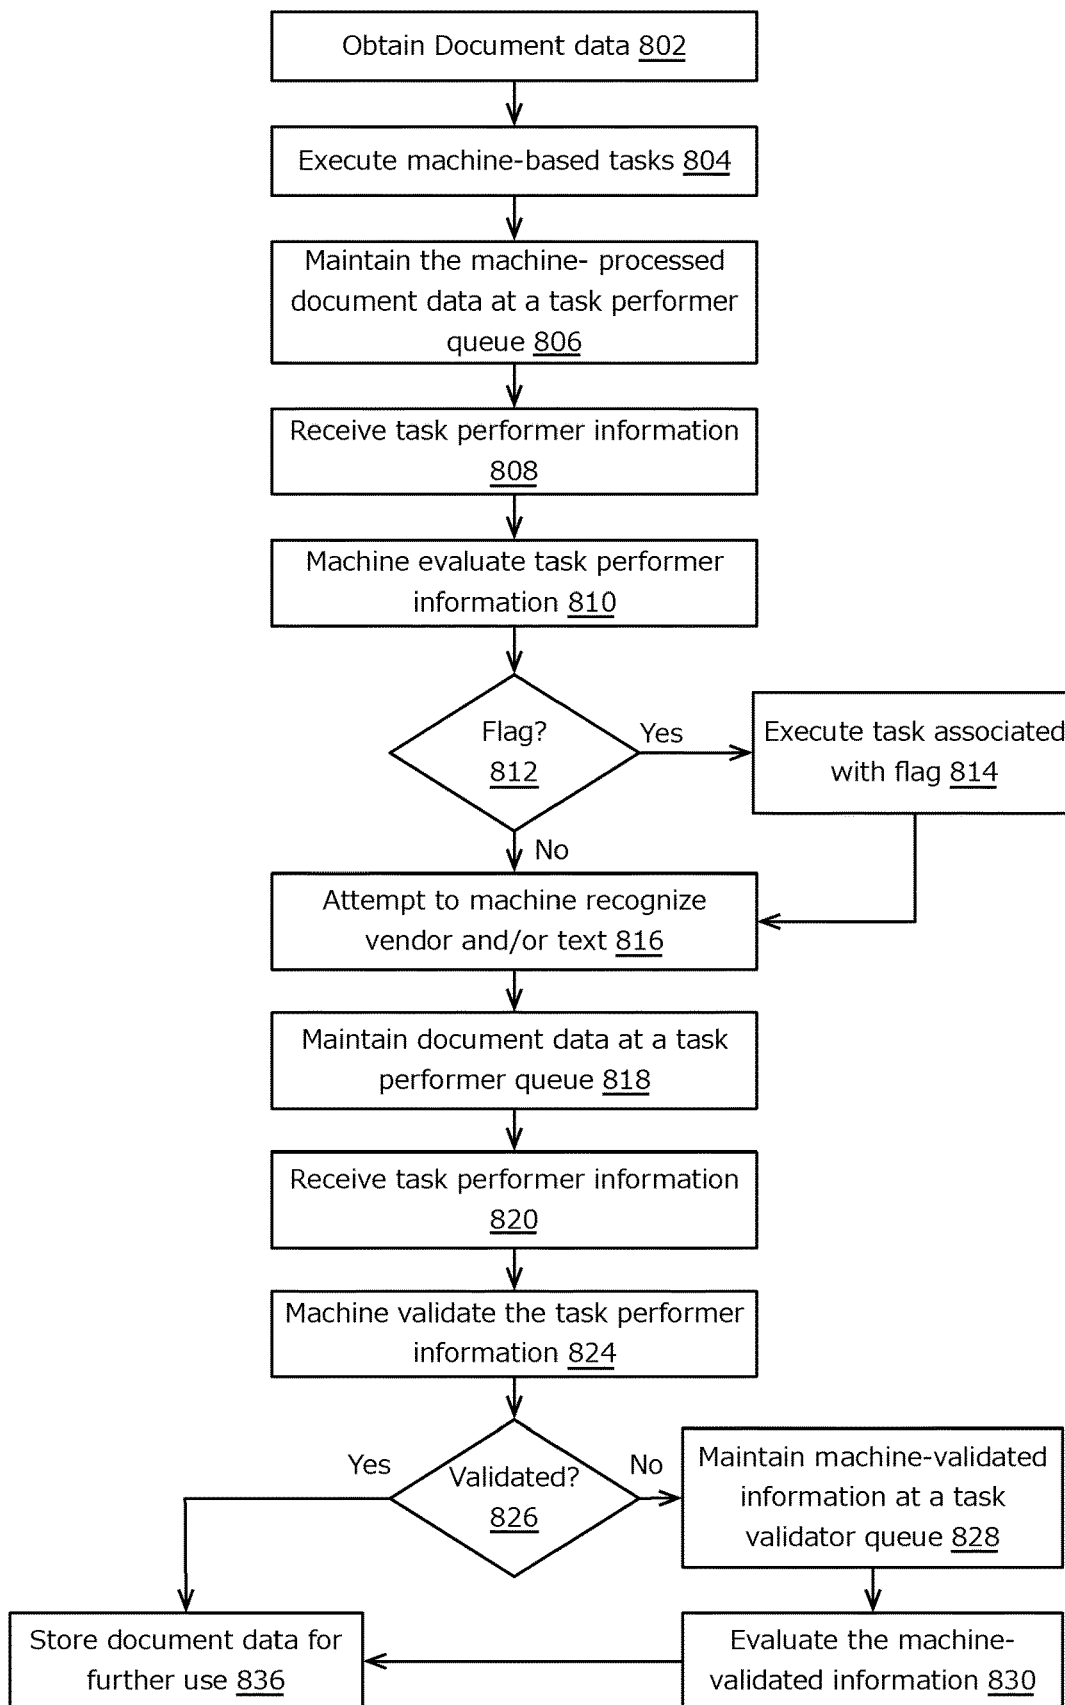 Obtain Document data 802
Execute machine-based tasks 804
Maintain the machine- processed
document data at a task performer
queue 806
Receive task performer information
808
Machine evaluate task performer
information 810
Flag?
812
Yes
Execute task associated
with flag 814
No
Attempt to machine recognize
vendor and/or text 816
Maintain document data at a task
performer queue 818
Receive task performer information
820
Machine validate the task performer
information 824
Yes
Validated?
826
No
Maintain machine-validated
information at a task
validator queue 828
Store document data for
further use 836
Evaluate the machine-
validated information 830